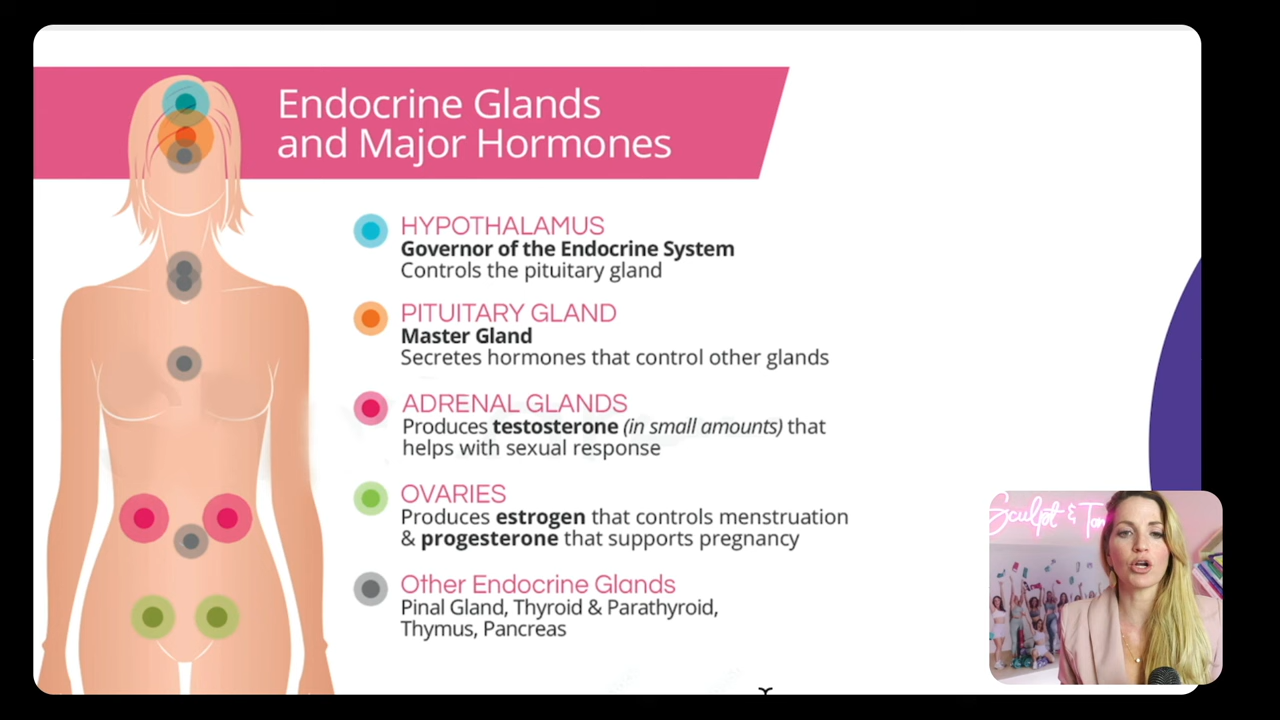 Endocrine Glands
and Major Hormones
HYPOTHALAMUS
Governor of the Endocrine System
Controls the pituitary gland
PITUITARY GLAND
Master Gland
Secretes hormones that control other glands
ADRENAL GLANDS
Produces testosterone (in small amounts) that
helps with sexual response
OVARIES
Produces estrogen that controls menstruation
& progesterone that supports pregnancy
Other Endocrine Glands
Pinal Gland, Thyroid & Parathyroid,
Thymus, Pancreas
Sculpt &